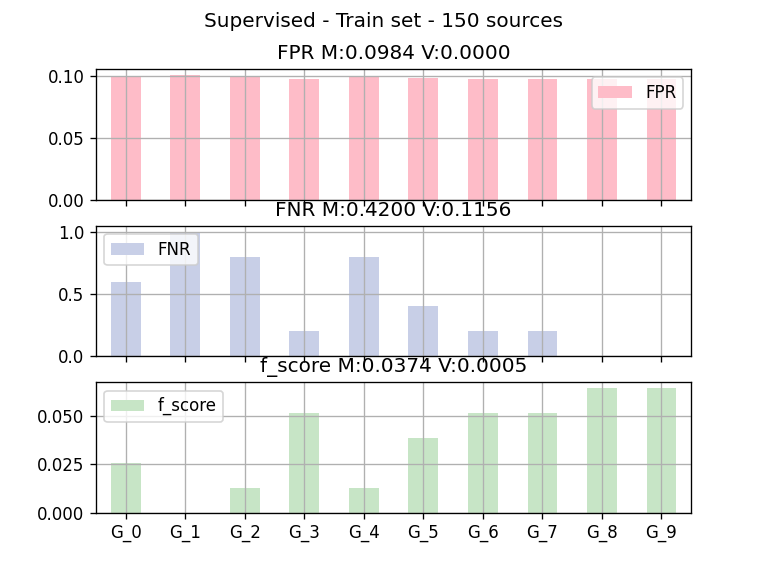 Supervised - Train set - 150 sources
FPR M:0.0984 V:0.0000
0.10
0.05
0.00
FPR
FNR M:0.4200 V:0.1156
1.0
0.5
0.0
FNR
f_score M:0.0374 V:0.0005
0.050
0.025
0.000
f_score
G_0 G_1 G_2 G_3 G_4 G_5 G_6 G_7 G_8 G_9